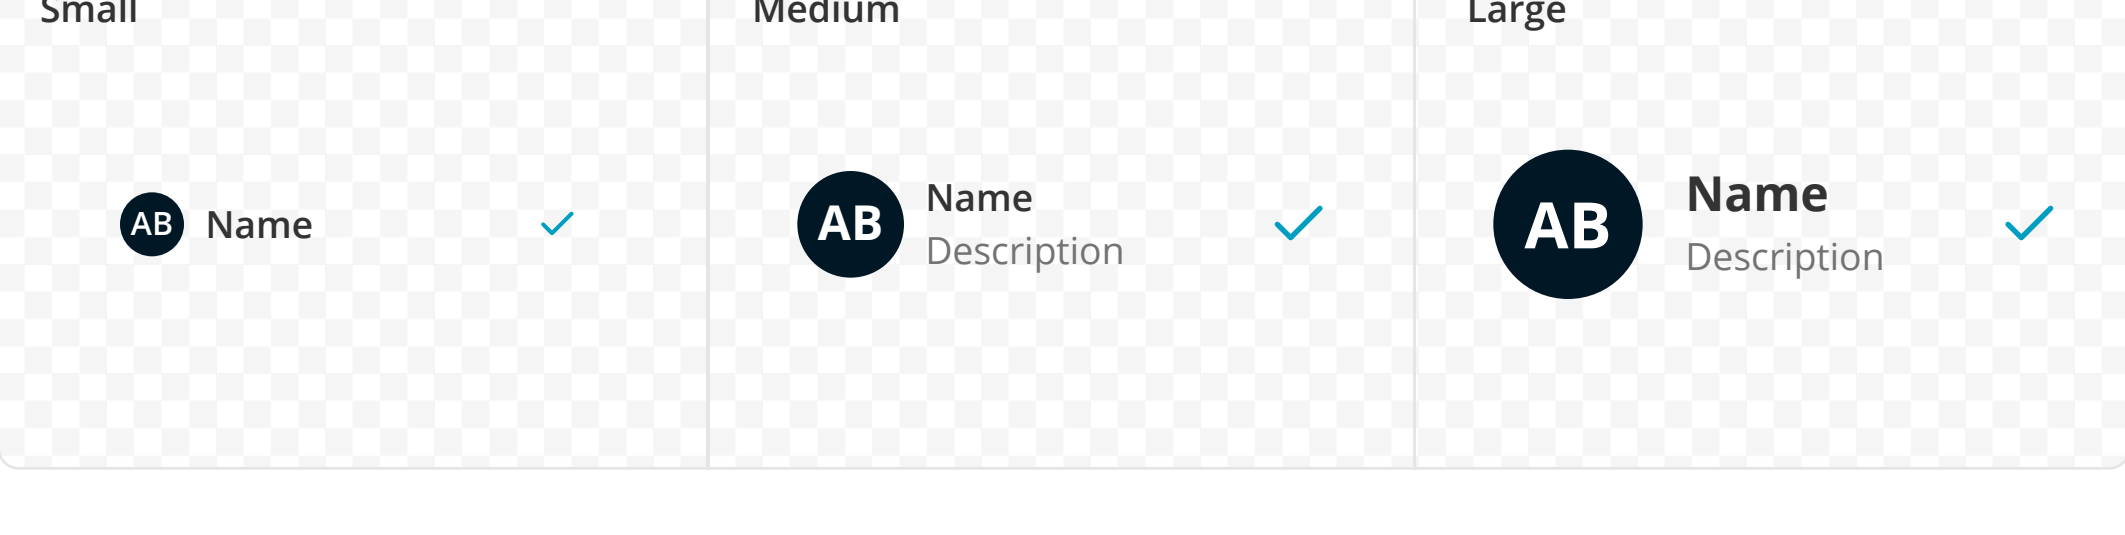 Small
Medium
Large
AB
Name
AB
Name
Description
AB
Name
Description